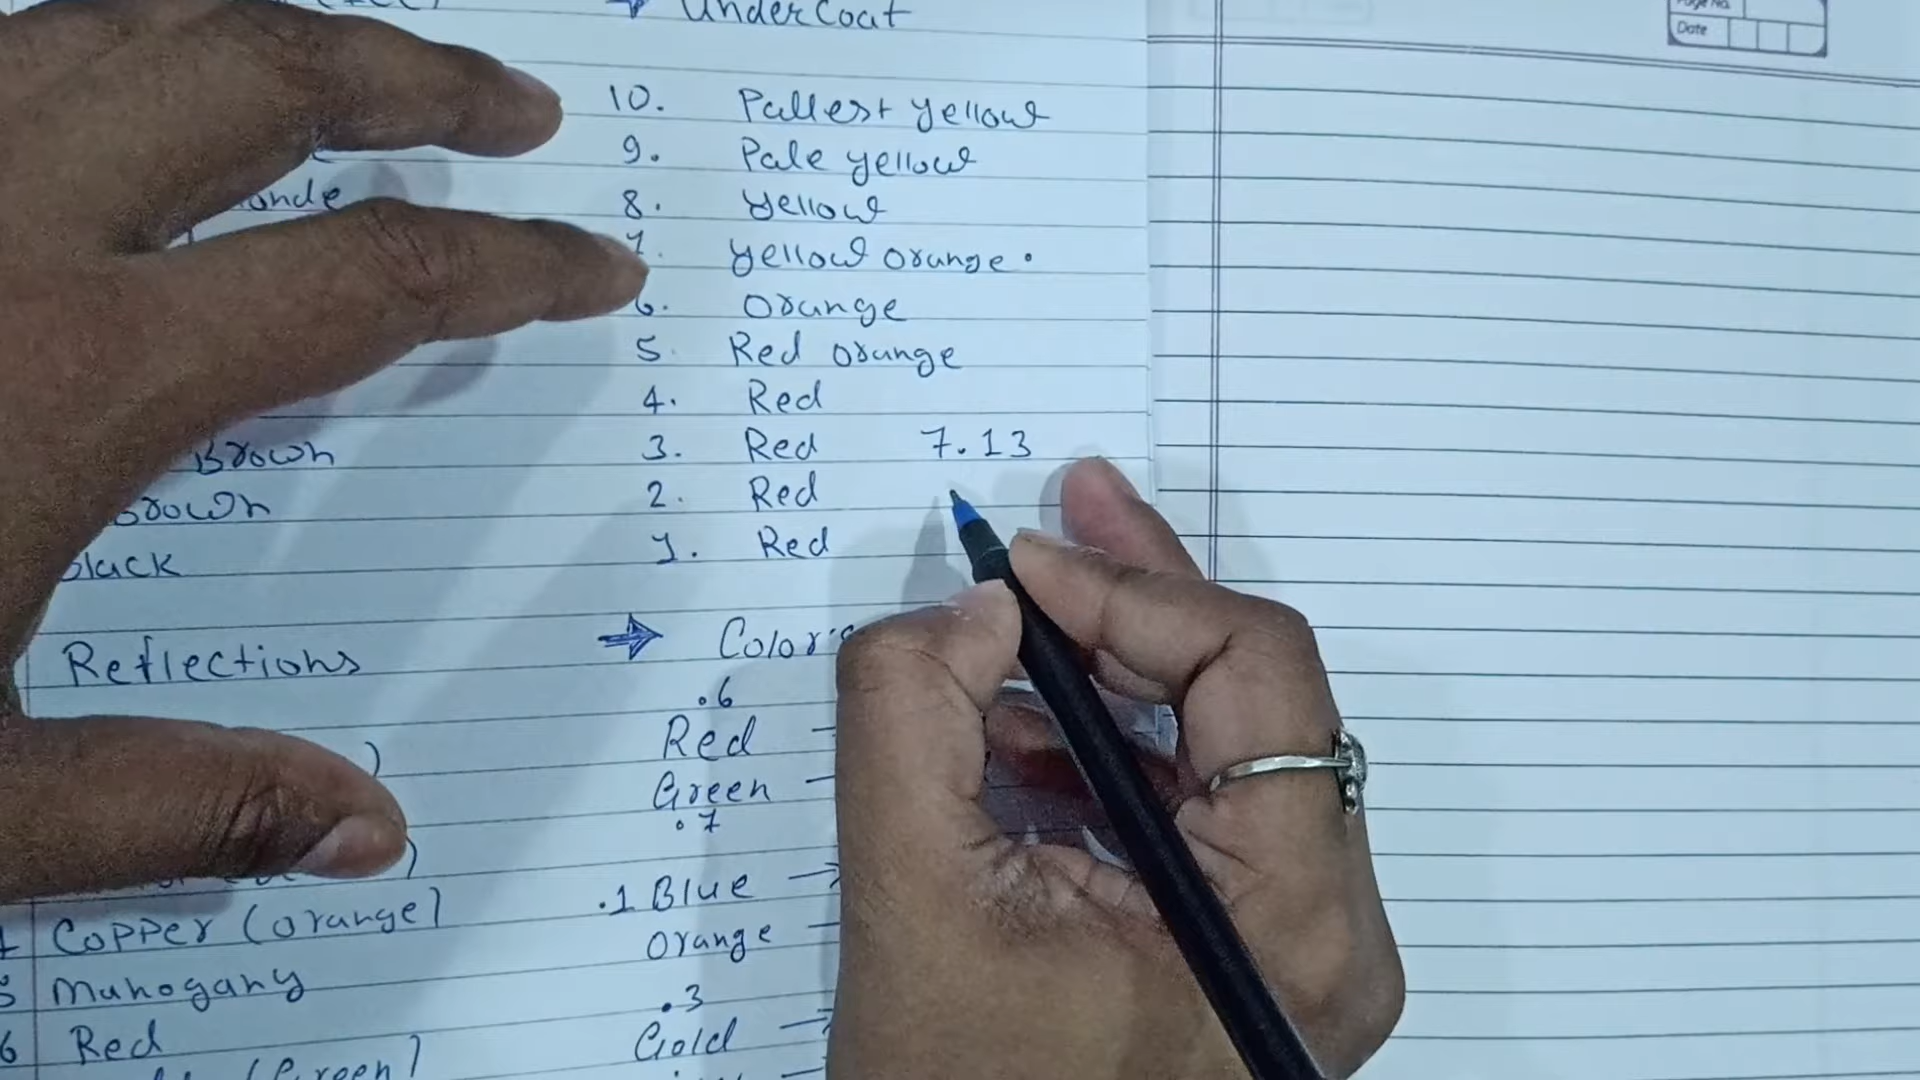 UnderCoat
Page No.
Date
10. Pallest yellow
9. Pale yellow
8. yellow
7. yellow orange.
6. Orange
5. Red orange
4. Red
Brown 3. Red 7.13
2. Red
1. Red
Reflections
.6
Red
Green
.7
.1 Blue
Copper (orange)
orange
Mahogany
.3
6 Red
Gold
(Green)